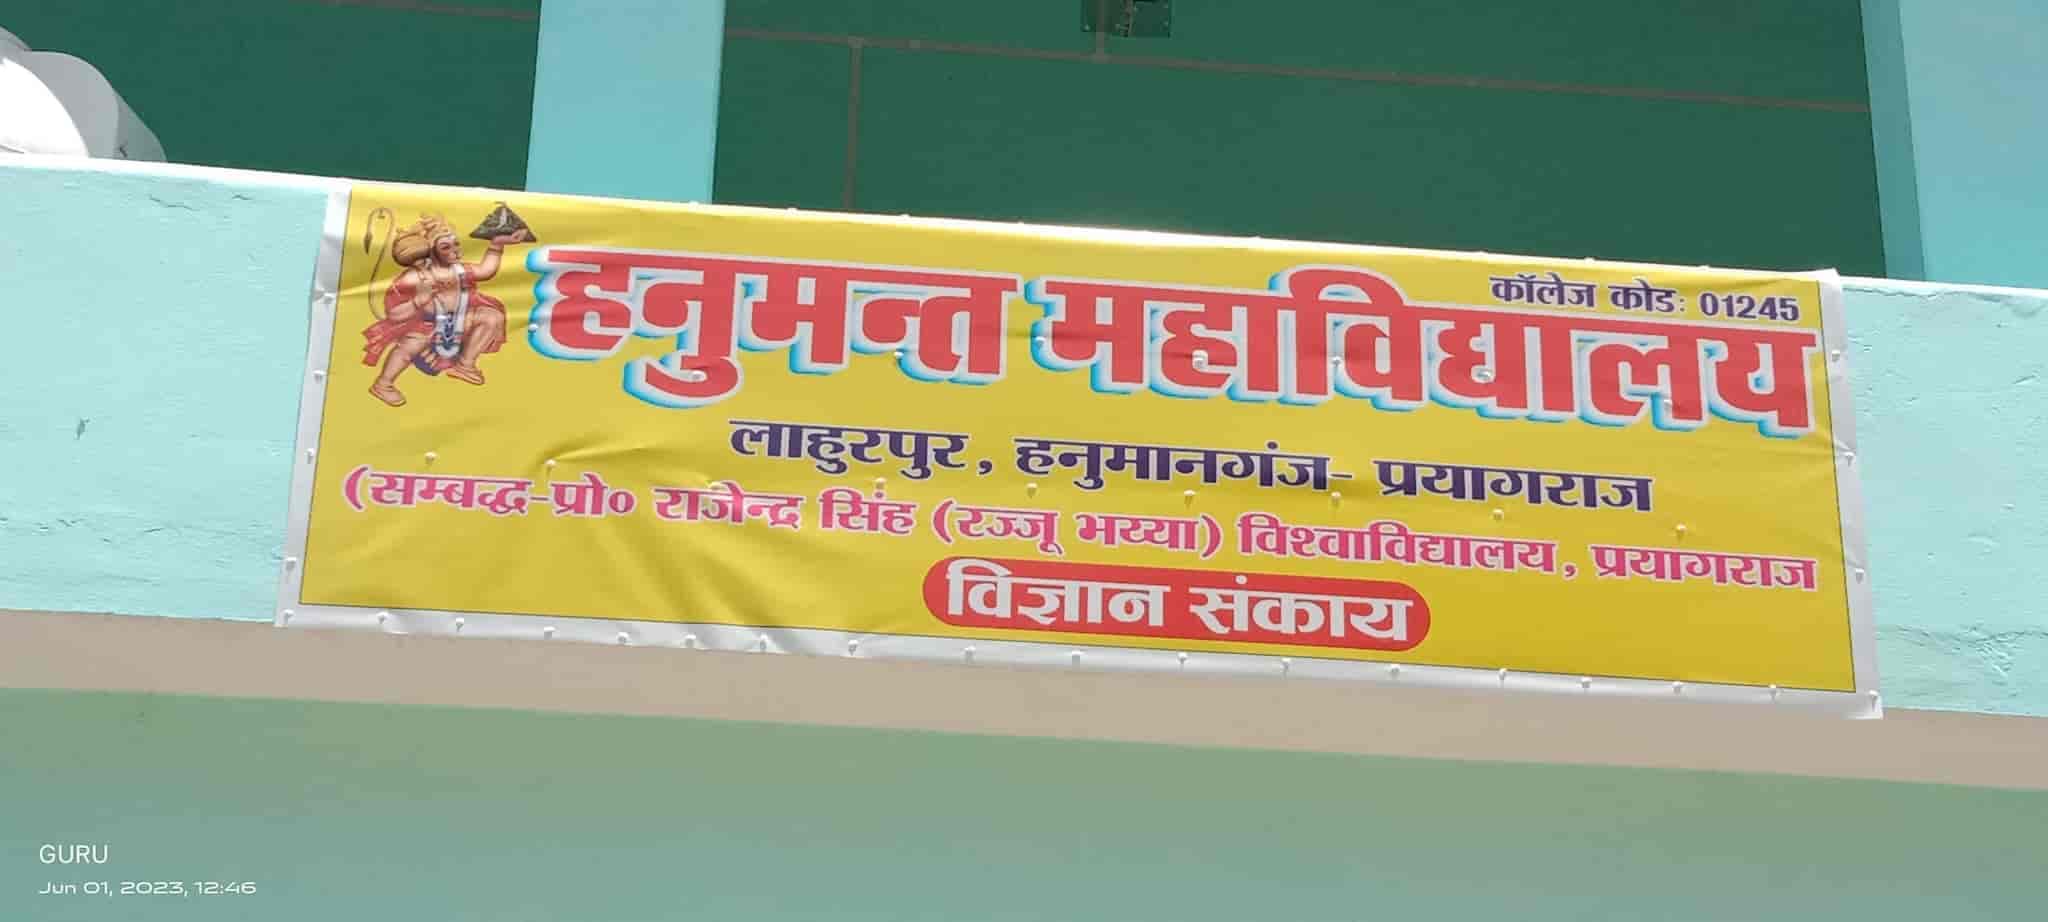 कॉलेज कोडः 01245
हनुमन्त महाविद्यालय
लाहुरपुर, हनुमानगंज- प्रयागराज
(सम्बद्ध-प्रो० राजेन्द्र सिंह (रज्जू भय्या) विश्वाविद्यालय, प्रयागराज
विज्ञान संकाय
GURU
Jun 01, 2023, 12:46